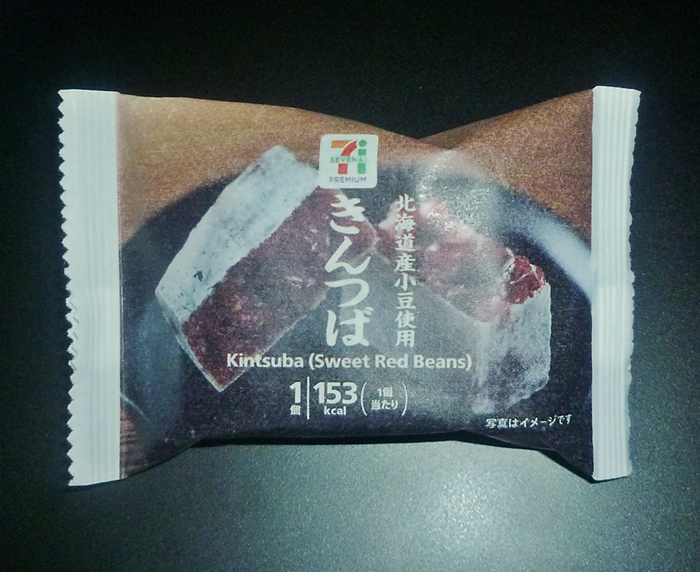 7i
SEVEN&i
PREMIUM
北海道産小豆使用
きんつば
Kintsuba (Sweet Red Beans)
1個 153kcal (1個当たり)
写真はイメージです